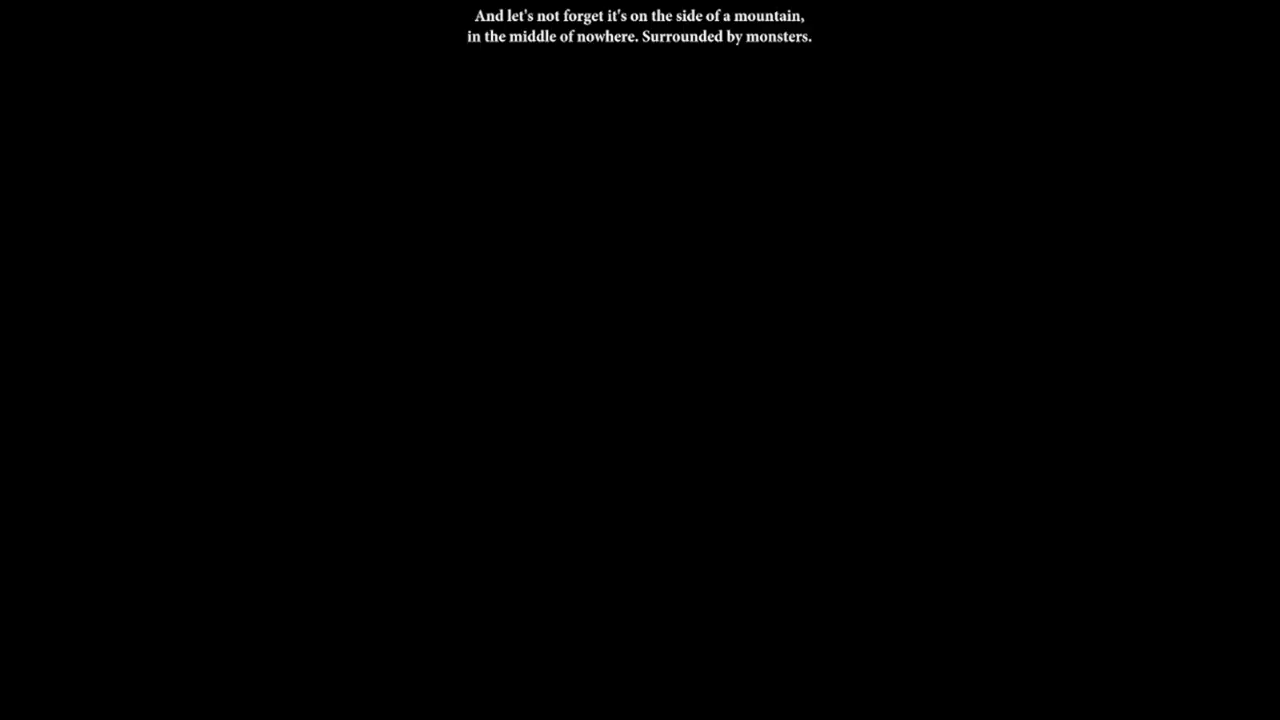 And let's not forget it's on the side of a mountain,
in the middle of nowhere. Surrounded by monsters.